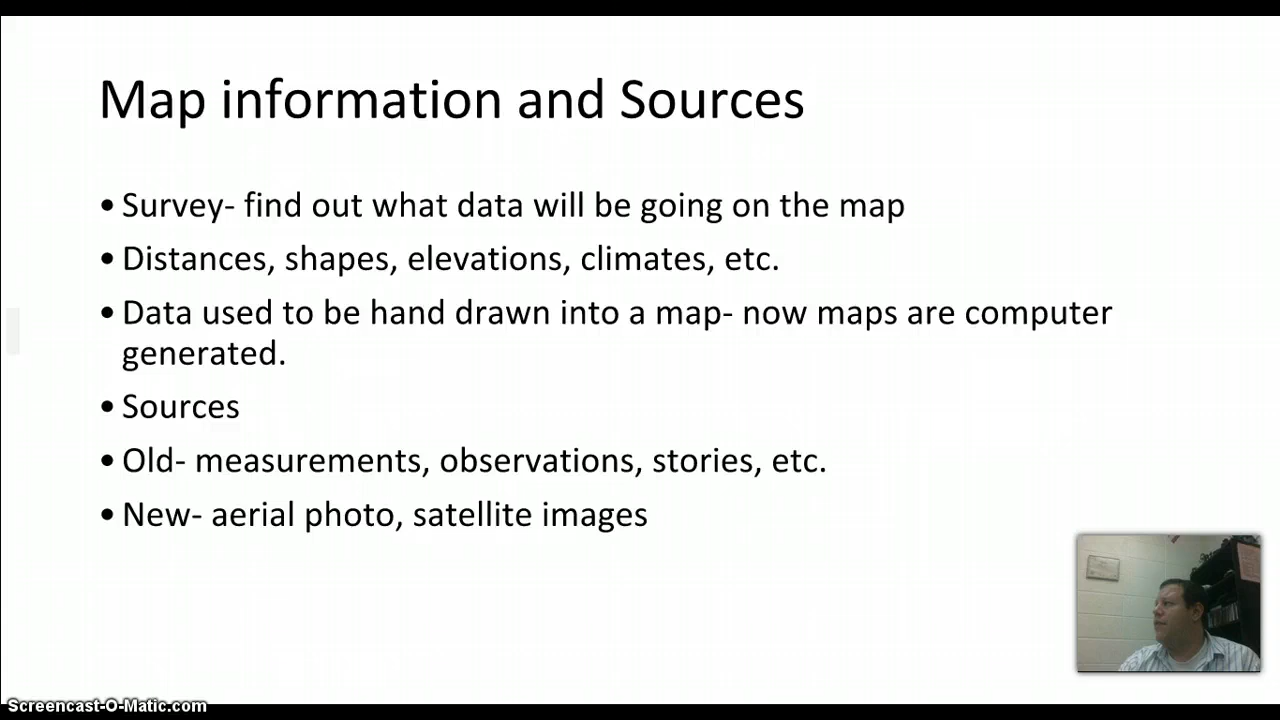 Map information and Sources
• Survey- find out what data will be going on the map
• Distances, shapes, elevations, climates, etc.
• Data used to be hand drawn into a map- now maps are computer
generated.
• Sources
• Old- measurements, observations, stories, etc.
• New- aerial photo, satellite images
Screencast-O-Matic.com